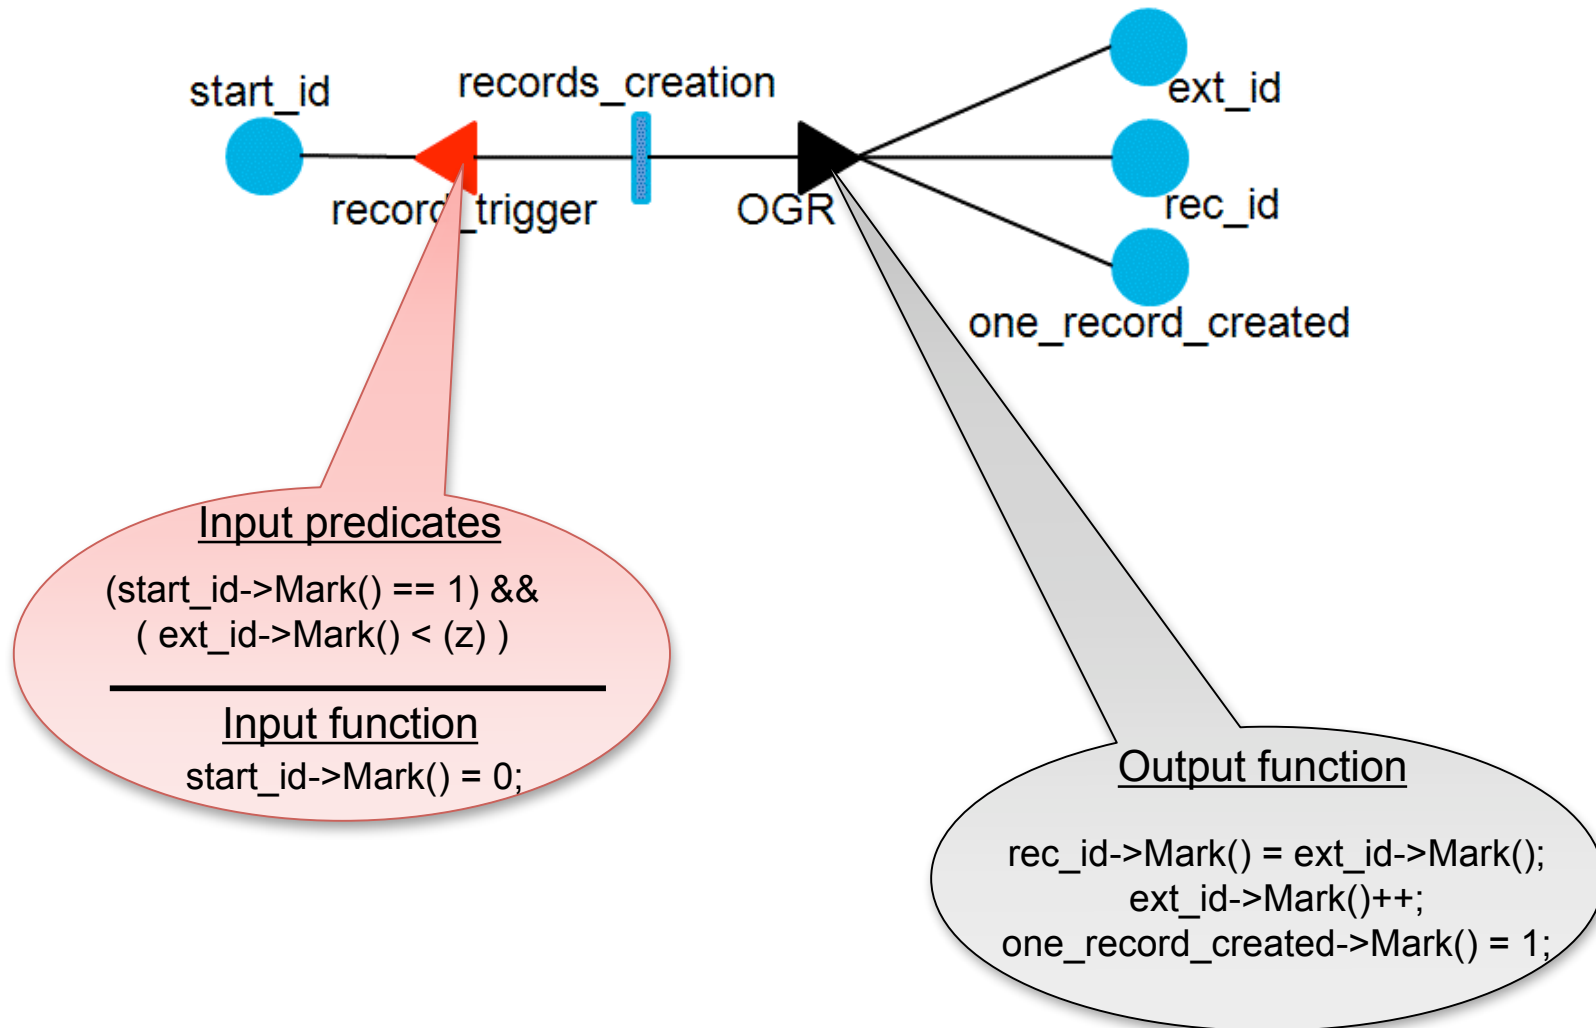 start_id
records_creation
ext_id
record_trigger
OGR
rec_id
one_record_created
Input predicates
(start_id->Mark() == 1) &&
( ext_id->Mark() < (z) )
Input function
start_id->Mark() = 0;
Output function
rec_id->Mark() = ext_id->Mark();
ext_id->Mark()++;
one_record_created->Mark() = 1;